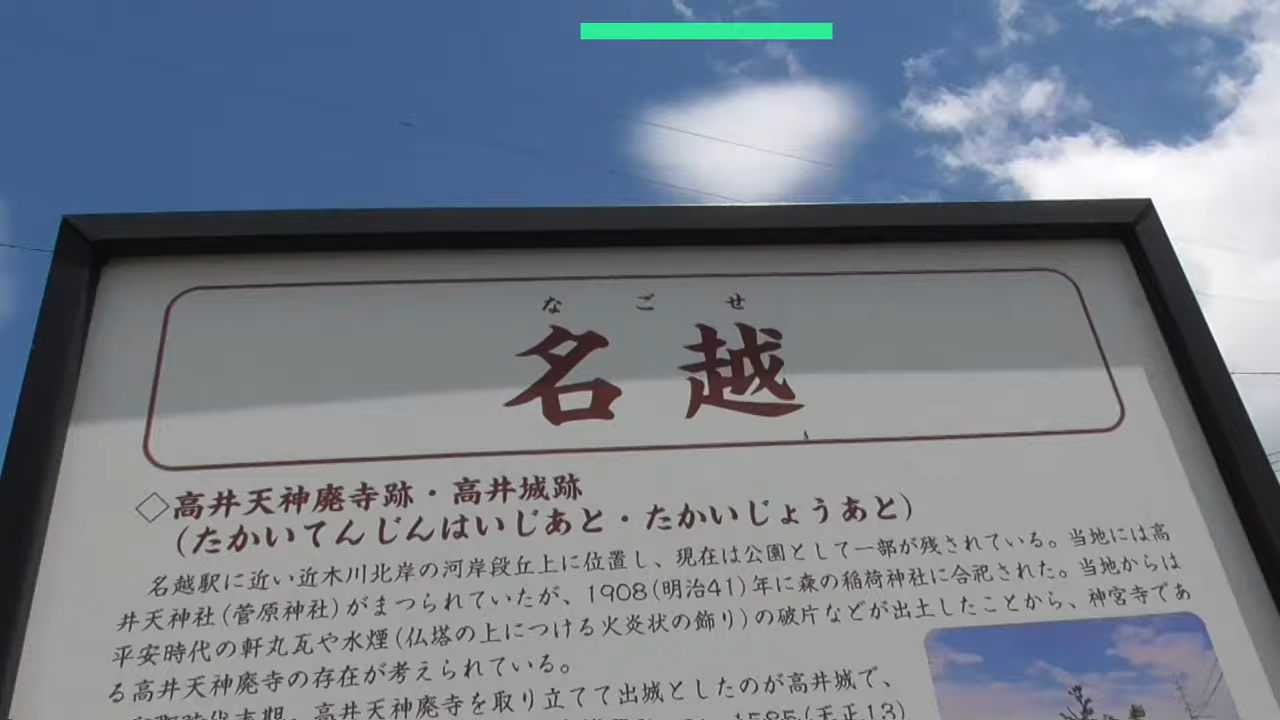 なごせ
名越
◇高井天神廃寺跡・高井城跡
(たかいてんじんはいじあと・たかいじょうあと)
名越駅に近い近木川北岸の河岸段丘上に位置し、現在は公園として一部が残されている。当地には高
井天神社(菅原神社)がまつられていたが、1908(明治41)年に森の稲荷神社に合祀された。当地からは
平安時代の軒丸瓦や水煙(仏塔の上につける火炎状の飾り)の破片などが出土したことから、神宮寺であ
る高井天神廃寺の存在が考えられている。
高井天神廃寺を取り立てて出城としたのが高井城で、
1585(天正13)